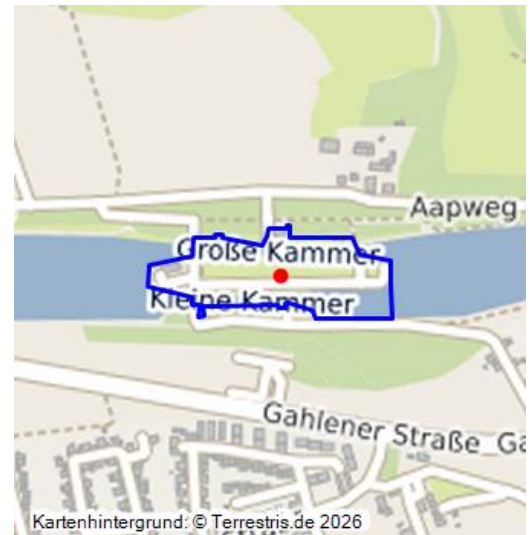 Aapweg
Große Kammer
Kleine Kammer
Gahlener Straße
Kartenhintergrund: © Terrestris.de 2026